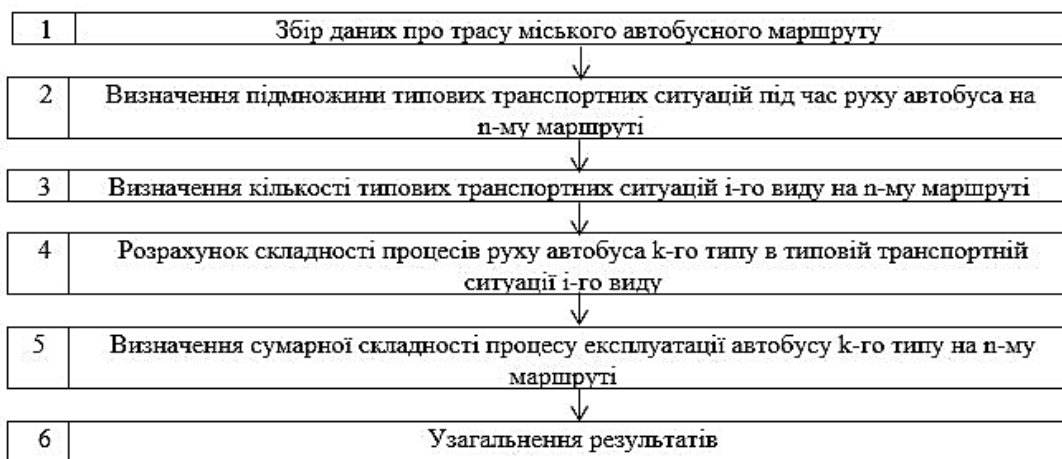 1 Збір даних про трасу міського автобусного маршруту
2 Визначення підмножини типових транспортних ситуацій під час руху автобуса на
n-му маршруті
3 Визначення кількості типових транспортних ситуацій і-го виду на n-му маршруті
4 Розрахунок складності процесів руху автобуса k-го типу в типовій транспортній
ситуації і-го виду
5 Визначення сумарної складності процесу експлуатації автобусу k-го типу на n-му
маршруті
6 Узагальнення результатів